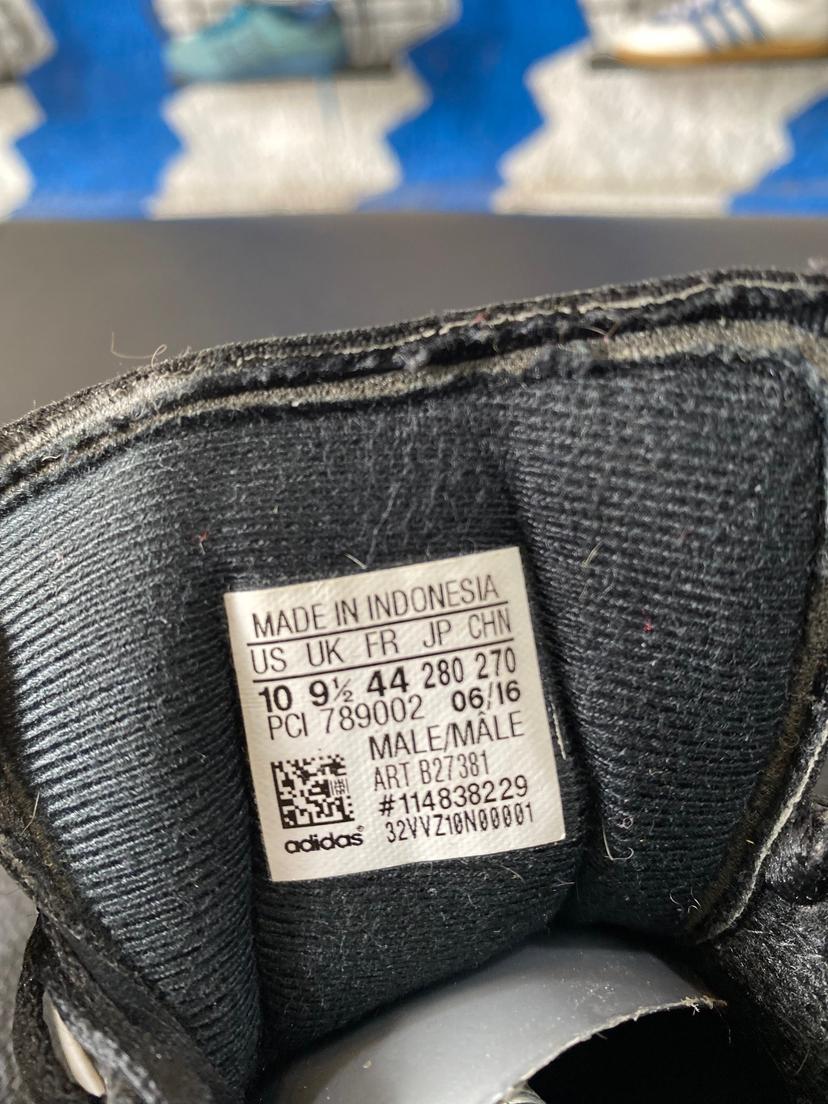 MADE IN INDONESIA
US UK FR JP CHN
10 9½ 44 280 270
PCI 789002 06/16
MALE/MÂLE
ART B27381
#114838229
32VVZ10N00001
adidas®